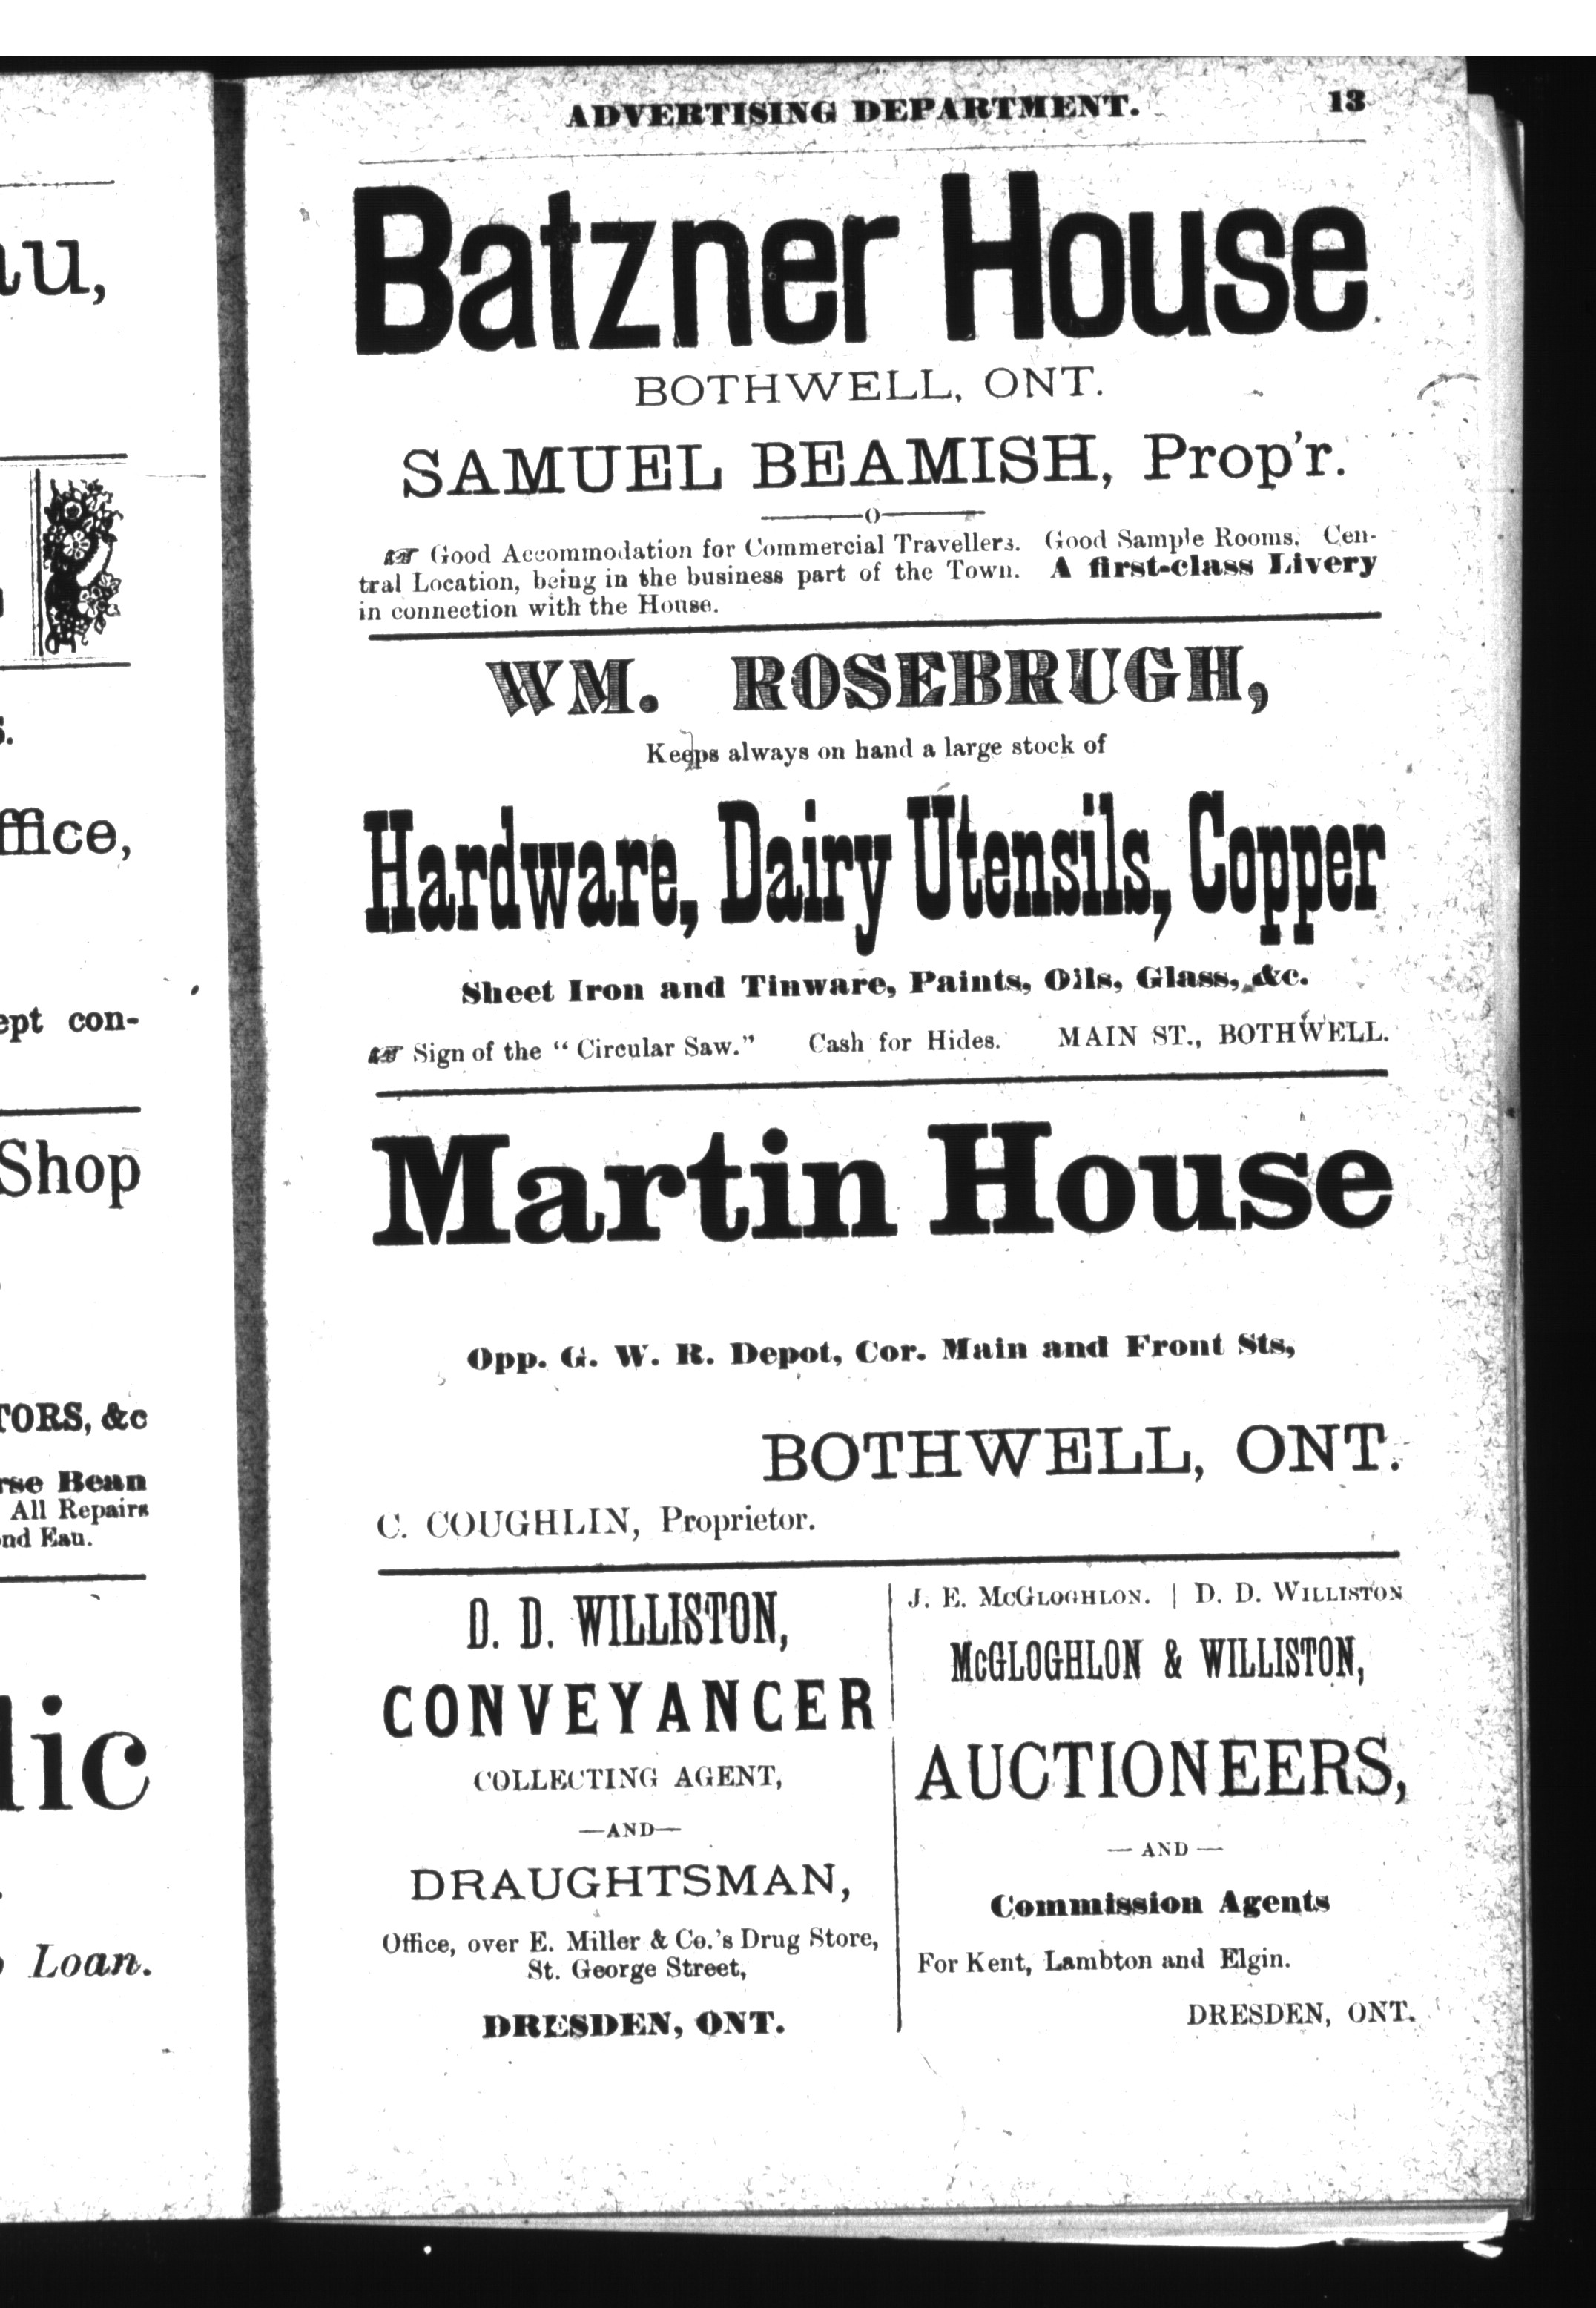 au,
ffice,
ept con-
Shop
TORS, &c
rse Bean
All Repairs
ond Eau.
lic
Loan.
ADVERTISING DEPARTMENT. 13
Batzner House
BOTHWELL, ONT.
SAMUEL BEAMISH, Prop'r.
☞ Good Accommodation for Commercial Travellers. Good Sample Rooms. Cen-
tral Location, being in the business part of the Town. A first-class Livery
in connection with the House.
WM. ROSEBRUGH,
Keeps always on hand a large stock of
Hardware, Dairy Utensils, Copper
Sheet Iron and Tinware, Paints, Oils, Glass, &c.
☞ Sign of the “ Circular Saw.” Cash for Hides. MAIN ST., BOTHWELL.
Martin House
Opp. G. W. R. Depot, Cor. Main and Front Sts,
BOTHWELL, ONT.
C. COUGHLIN, Proprietor.
D. D. WILLISTON,
CONVEYANCER
COLLECTING AGENT,
—AND—
DRAUGHTSMAN,
Office, over E. Miller & Co.'s Drug Store,
St. George Street,
DRESDEN, ONT.
J. E. McGLOGHLON. | D. D. WILLISTON
McGLOGHLON & WILLISTON,
AUCTIONEERS,
— AND —
Commission Agents
For Kent, Lambton and Elgin.
DRESDEN, ONT.